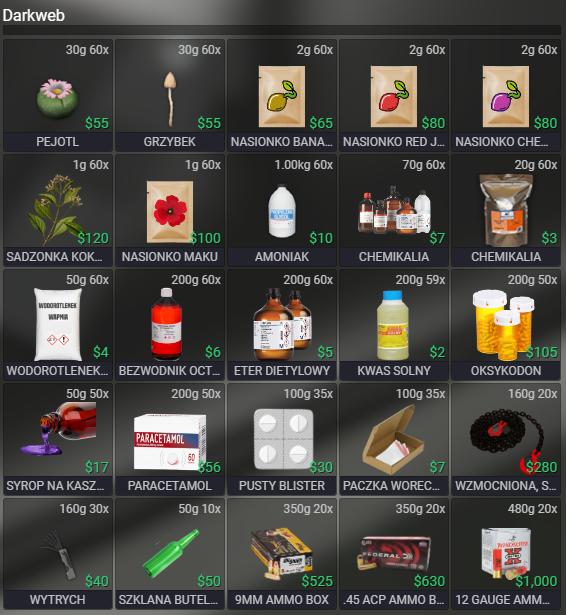 Darkweb
30g 60x
30g 60x
2g 60x
2g 60x
2g 60x
$55
$55
$65
$80
$80
PEJOTL
GRZYBEK
NASIONKO BANA...
NASIONKO RED J...
NASIONKO CHE...
1g 60x
1g 60x
1.00kg 60x
70g 60x
20g 60x
$120
$100
$10
$7
$3
SADZONKA KOK...
NASIONKO MAKU
AMONIAK
CHEMIKALIA
CHEMIKALIA
50g 60x
200g 60x
200g 60x
200g 59x
200g 50x
WODOROTLENEK
WAPNIA
KWAS
SOLNY
$4
$6
$5
$2
$105
WODOROTLENEK...
BEZWODNIK OCT...
ETER DIETYLOWY
KWAS SOLNY
OKSYKODON
50g 50x
200g 50x
100g 35x
100g 35x
160g 20x
PARACETAMOL
60
$17
$56
$30
$7
$280
SYROP NA KASZ...
PARACETAMOL
PUSTY BLISTER
PACZKA WOREC...
WZMOCNIONA, S...
160g 30x
50g 10x
350g 20x
350g 20x
480g 20x
FEDERAL
WINCHESTER
X
$40
$50
$525
$630
$1,000
WYTRYCH
SZKLANA BUTEL...
9MM AMMO BOX
.45 ACP AMMO B...
12 GAUGE AMM...